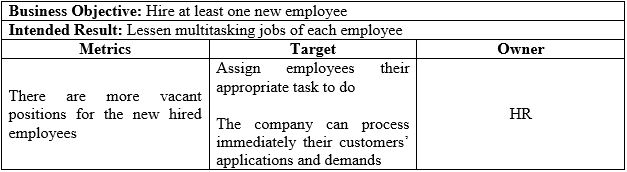 Business Objective: Hire at least one new employee
Intended Result: Lessen multitasking jobs of each employee
Metrics
Target
Owner
There are more vacant
positions for the new hired
employees
Assign employees their
appropriate task to do
The company can process
immediately their customers’
applications and demands
HR